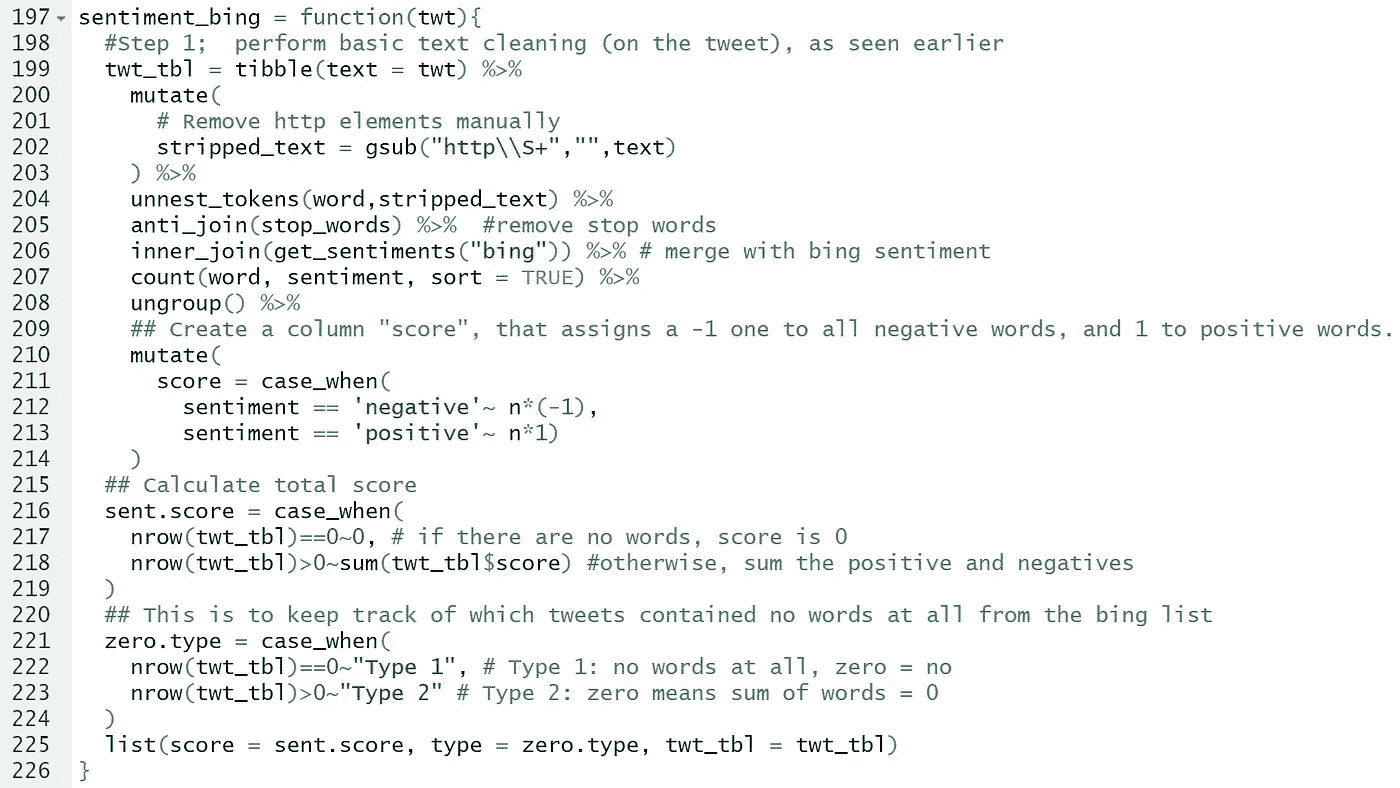 197 sentiment_bing = function(twt){
198   #Step 1;  perform basic text cleaning (on the tweet), as seen earlier
199   twt_tbl = tibble(text = twt) %>%
200     mutate(
201       # Remove http elements manually
202       stripped_text = gsub("http\\S+","",text)
203     ) %>%
204     unnest_tokens(word,stripped_text) %>%
205     anti_join(stop_words) %>%  #remove stop words
206     inner_join(get_sentiments("bing")) %>% # merge with bing sentiment
207     count(word, sentiment, sort = TRUE) %>%
208     ungroup() %>%
209     ## Create a column "score", that assigns a -1 one to all negative words, and 1 to positive words.
210     mutate(
211       score = case_when(
212         sentiment == 'negative'~ n*(-1),
213         sentiment == 'positive'~ n*1)
214     )
215   ## Calculate total score
216   sent.score = case_when(
217     nrow(twt_tbl)==0~0, # if there are no words, score is 0
218     nrow(twt_tbl)>0~sum(twt_tbl$score) #otherwise, sum the positive and negatives
219   )
220   ## This is to keep track of which tweets contained no words at all from the bing list
221   zero.type = case_when(
222     nrow(twt_tbl)==0~"Type 1", # Type 1: no words at all, zero = no
223     nrow(twt_tbl)>0~"Type 2" # Type 2: zero means sum of words = 0
224   )
225   list(score = sent.score, type = zero.type, twt_tbl = twt_tbl)
226 }